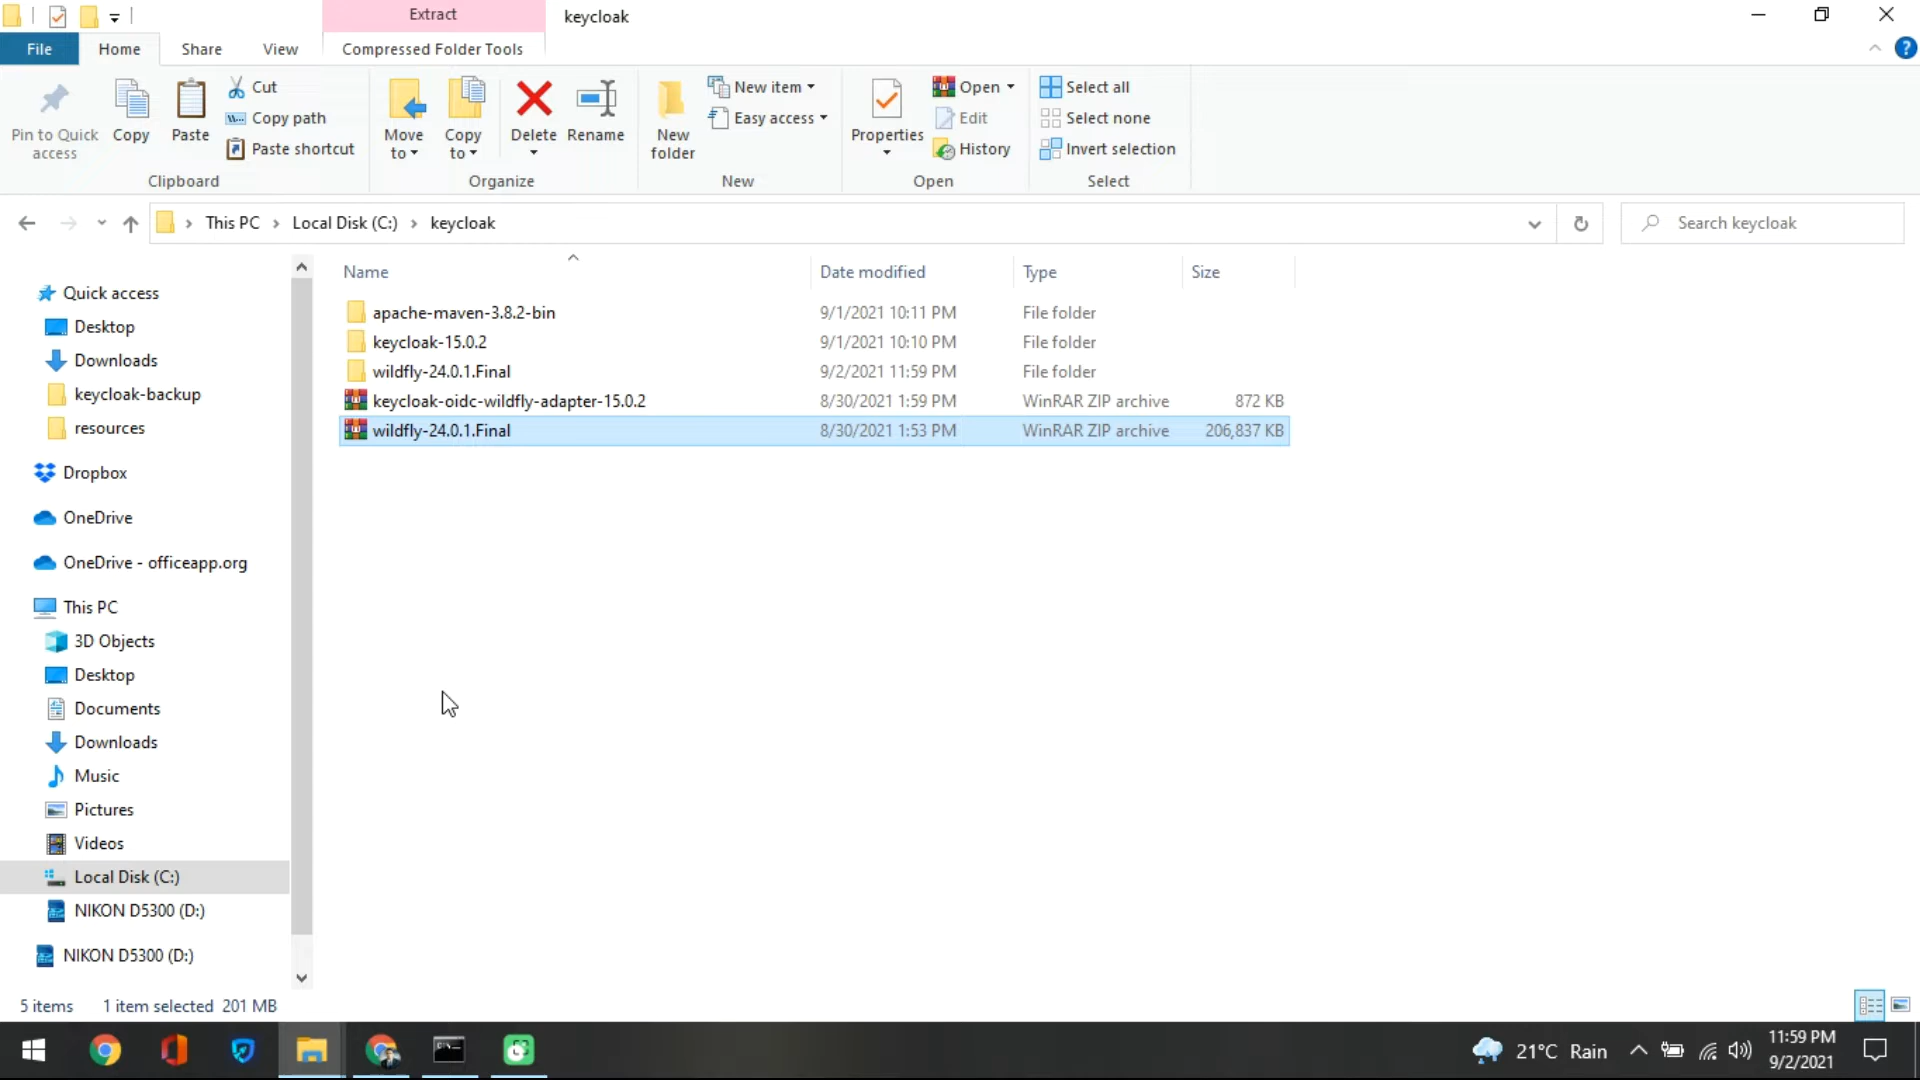 Extract
keycloak
File
Home
Share
View
Compressed Folder Tools
Pin to Quick access
Copy
Paste
Cut
Copy path
Paste shortcut
Clipboard
Move to
Copy to
Delete
Rename
Organize
New folder
New item
Easy access
New
Properties
Open
Edit
History
Open
Select all
Select none
Invert selection
Select
This PC
Local Disk (C:)
keycloak
Search keycloak
Name
Date modified
Type
Size
apache-maven-3.8.2-bin 9/1/2021 10:11 PM File folder
keycloak-15.0.2 9/1/2021 10:10 PM File folder
wildfly-24.0.1.Final 9/2/2021 11:59 PM File folder
keycloak-oidc-wildfly-adapter-15.0.2 8/30/2021 1:59 PM WinRAR ZIP archive 872 KB
wildfly-24.0.1.Final 8/30/2021 1:53 PM WinRAR ZIP archive 206,837 KB
Quick access
Desktop
Downloads
keycloak-backup
resources
Dropbox
OneDrive
OneDrive - officeapp.org
This PC
3D Objects
Desktop
Documents
Downloads
Music
Pictures
Videos
Local Disk (C:)
NIKON D5300 (D:)
NIKON D5300 (D:)
5 items 1 item selected 201 MB
21°C Rain
11:59 PM
9/2/2021